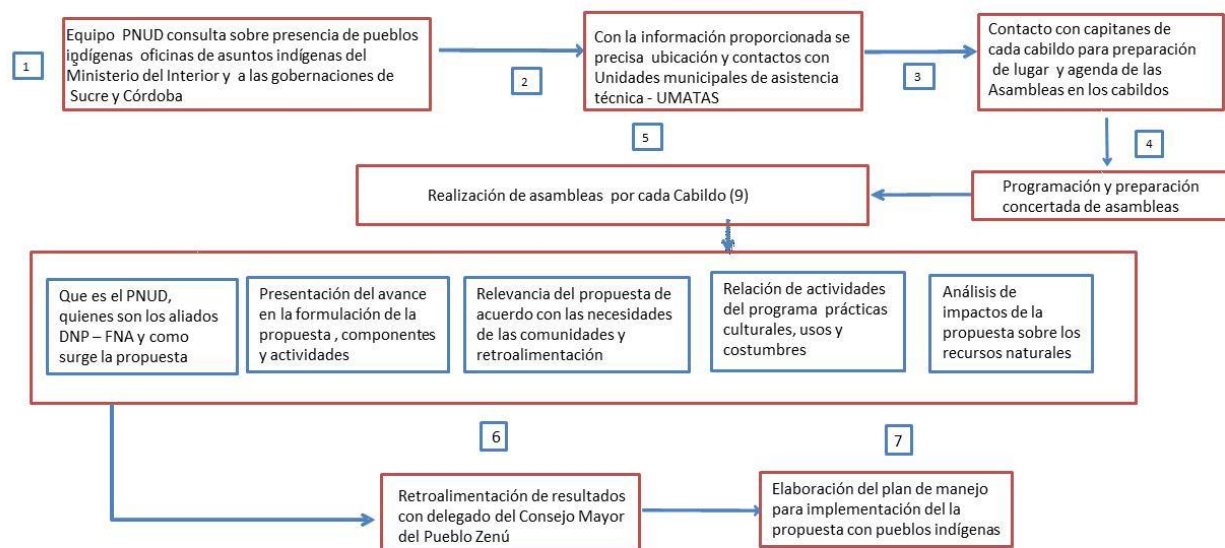 1
Equipo PNUD consulta sobre presencia de pueblos
indígenas oficinas de asuntos indígenas del
Ministerio del Interior y a las gobernaciones de
Sucre y Córdoba
2
Con la información proporcionada se
precisa ubicación y contactos con
Unidades municipales de asistencia
técnica - UMATAS
3
Contacto con capitanes de
cada cabildo para preparación
de lugar y agenda de las
Asambleas en los cabildos
4
Programación y preparación
concertada de asambleas
5
Realización de asambleas por cada Cabildo (9)
Que es el PNUD,
quienes son los aliados
DNP – FNA y como
surge la propuesta
Presentación del avance
en la formulación de la
propuesta , componentes
y actividades
Relevancia del propuesta de
acuerdo con las necesidades
de las comunidades y
retroalimentación
Relación de actividades
del programa prácticas
culturales, usos y
costumbres
Análisis de
impactos de la
propuesta sobre los
recursos naturales
6
Retroalimentación de resultados
con delegado del Consejo Mayor
del Pueblo Zenú
7
Elaboración del plan de manejo
para implementación del la
propuesta con pueblos indígenas